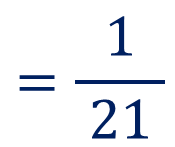 = 1/21